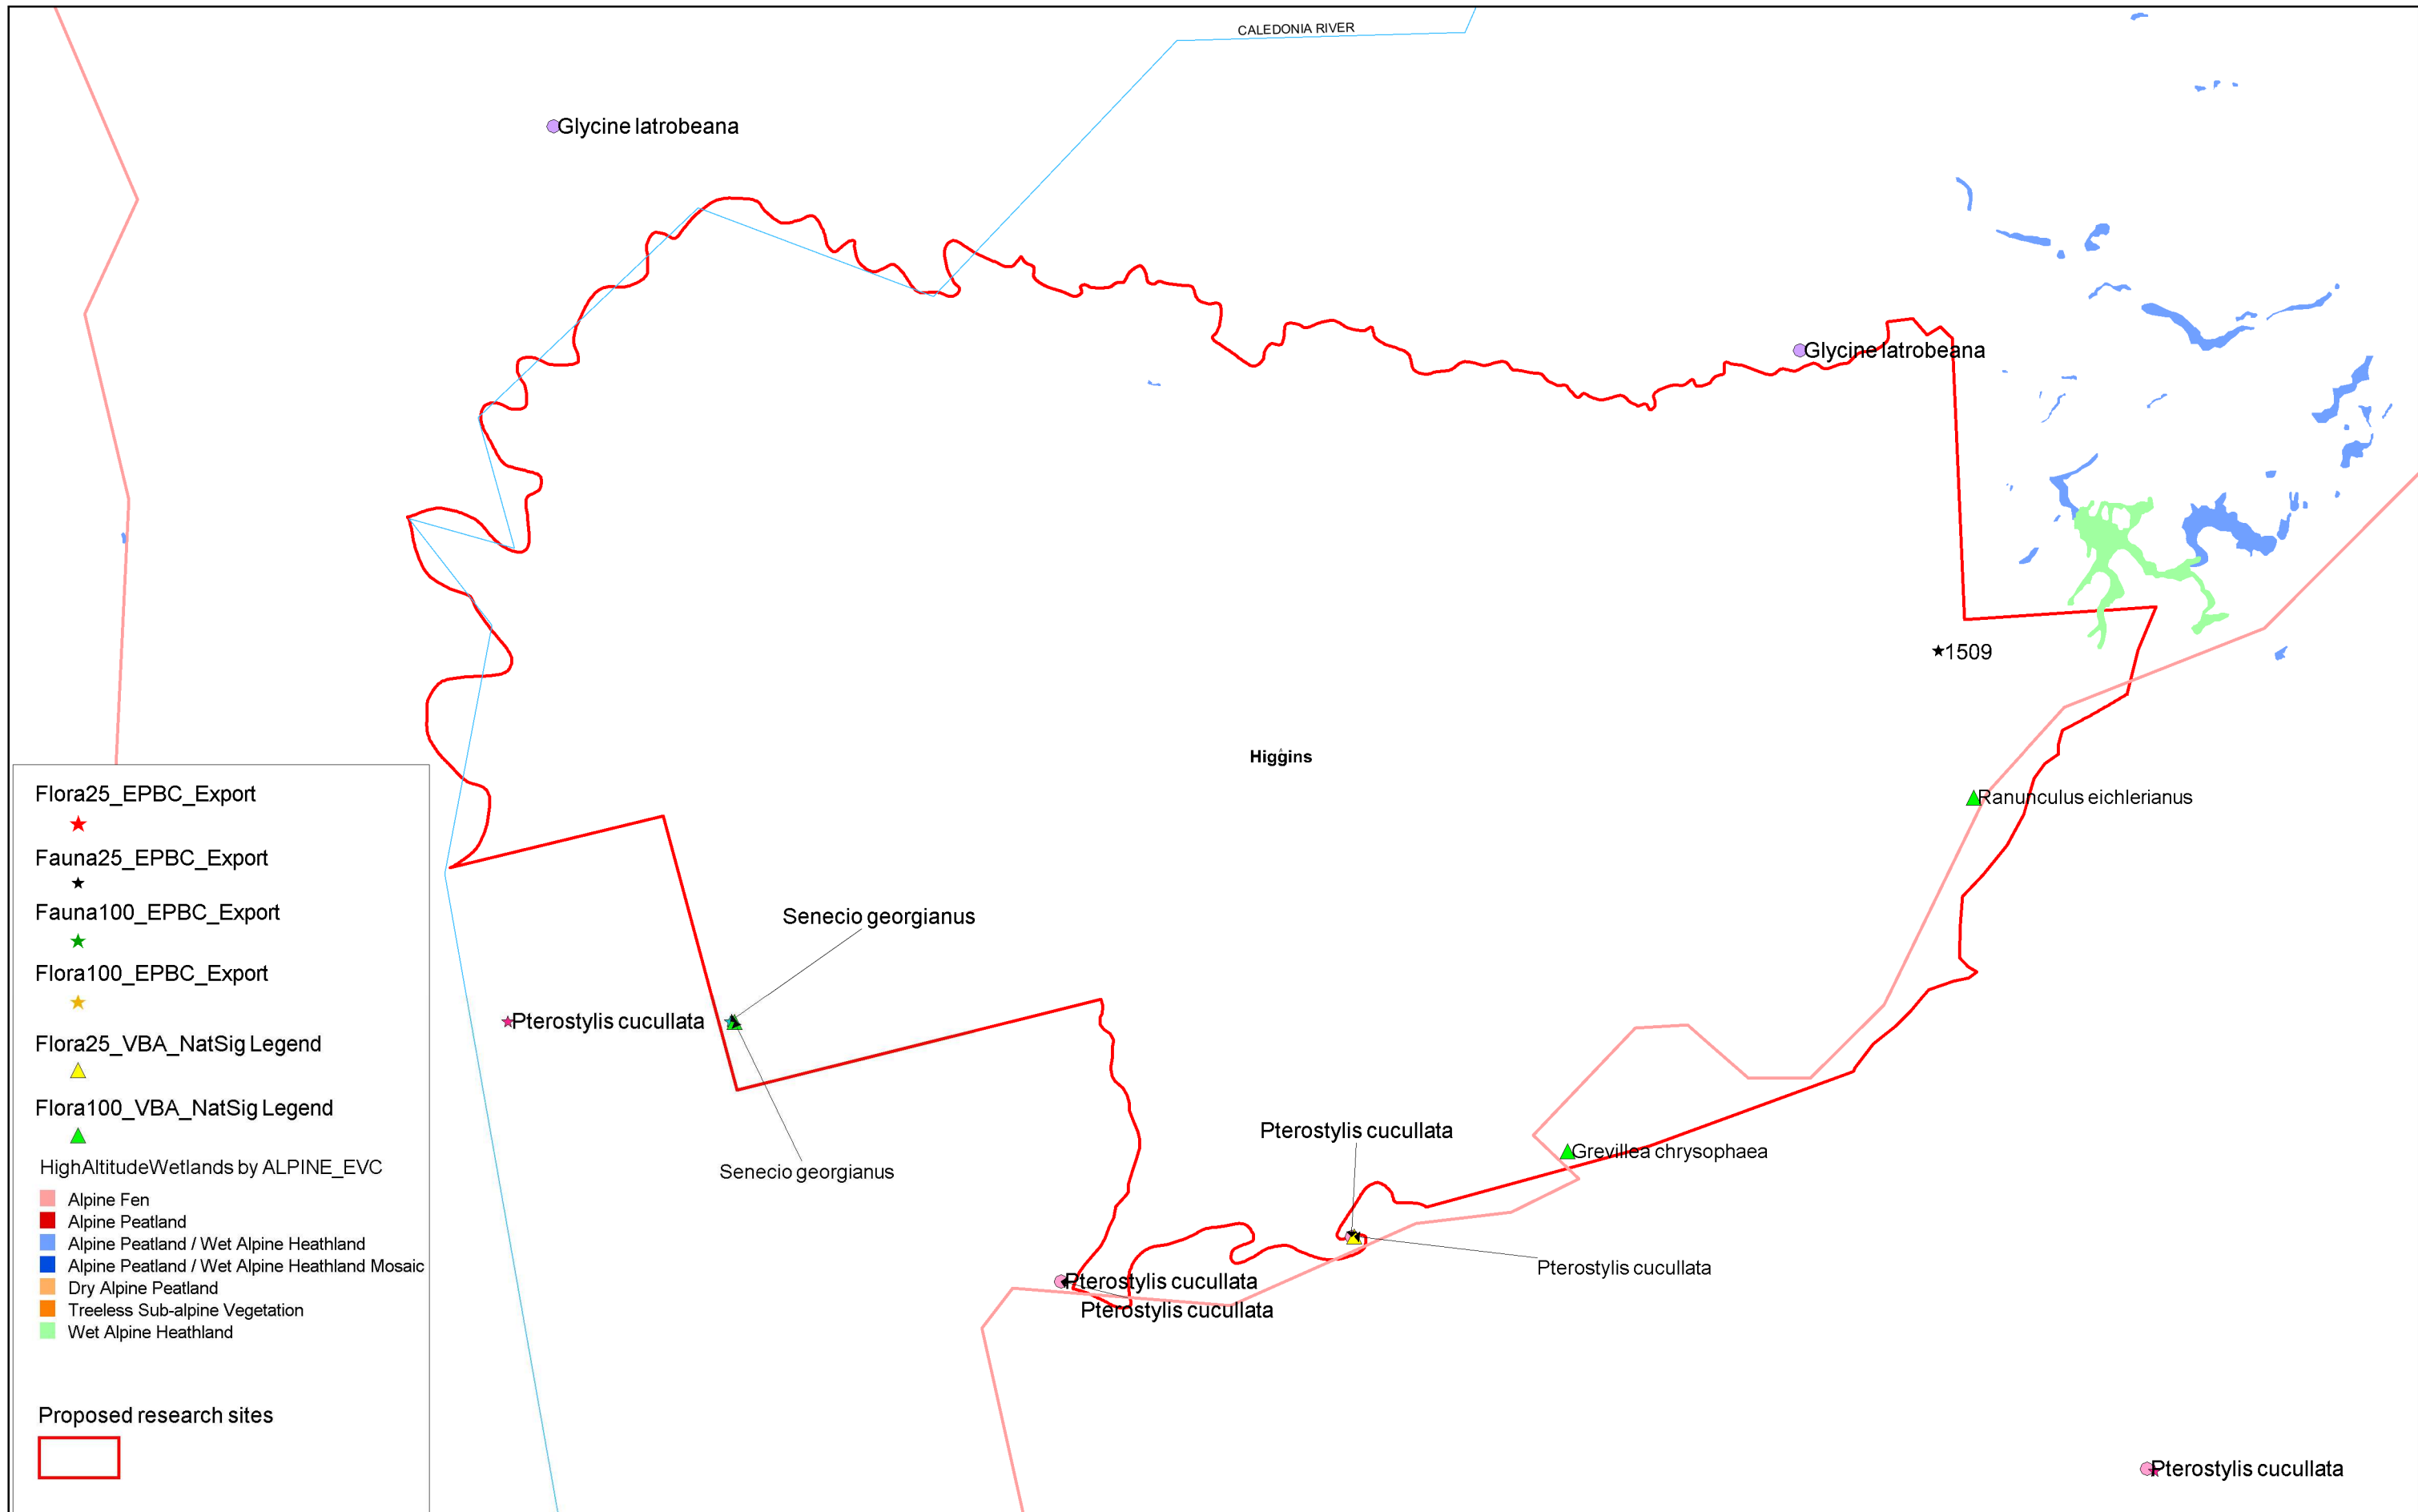 CALEDONIA RIVER
Glycine latrobeana
Glycine latrobeana
1509
Higgins
Ranunculus eichlerianus
Senecio georgianus
Pterostylis cucullata
Senecio georgianus
Pterostylis cucullata
Grevillea chrysophaea
Pterostylis cucullata
Pterostylis cucullata
Pterostylis cucullata
Pterostylis cucullata
Flora25_EPBC_Export
Fauna25_EPBC_Export
Fauna100_EPBC_Export
Flora100_EPBC_Export
Flora25_VBA_NatSig Legend
Flora100_VBA_NatSig Legend
HighAltitudeWetlands by ALPINE_EVC
Alpine Fen
Alpine Peatland
Alpine Peatland / Wet Alpine Heathland
Alpine Peatland / Wet Alpine Heathland Mosaic
Dry Alpine Peatland
Treeless Sub-alpine Vegetation
Wet Alpine Heathland
Proposed research sites